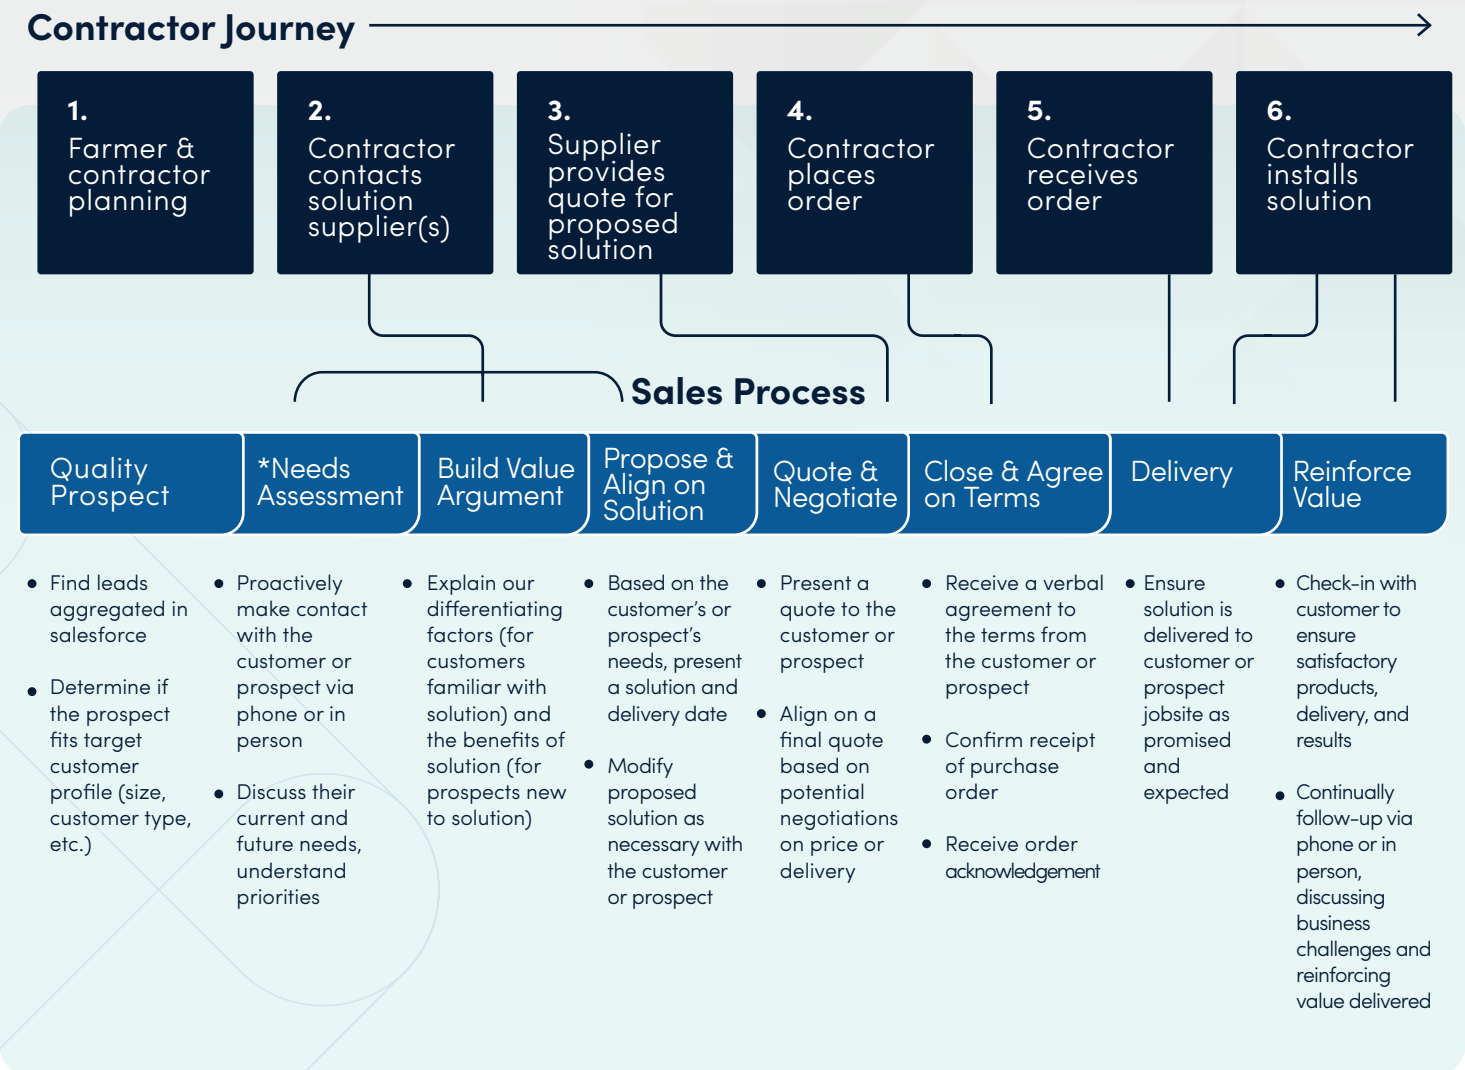 Contractor Journey
1.
Farmer &
contractor
planning
2.
Contractor
contacts
solution
supplier(s)
3.
Supplier
provides
quote for
proposed
solution
4.
Contractor
places
order
5.
Contractor
receives
order
6.
Contractor
installs
solution
Sales Process
Quality
Prospect
*Needs
Assessment
Build Value
Argument
Propose &
Align on
Solution
Quote &
Negotiate
Close & Agree
on Terms
Delivery
Reinforce
Value
• Find leads
aggregated in
salesforce
• Determine if
the prospect
fits target
customer
profile (size,
customer type,
etc.)
• Proactively
make contact
with the
customer or
prospect via
phone or in
person
• Discuss their
current and
future needs,
understand
priorities
• Explain our
differentiating
factors (for
customers
familiar with
solution) and
the benefits of
solution (for
prospects new
to solution)
• Based on the
customer's or
prospect's
needs, present
a solution and
delivery date
• Modify
proposed
solution as
necessary with
the customer
or prospect
• Present a
quote to the
customer or
prospect
• Align on a
final quote
based on
potential
negotiations
on price or
delivery
• Receive a verbal
agreement to
the terms from
the customer or
prospect
• Confirm receipt
of purchase
order
• Receive order
acknowledgement
• Ensure
solution is
delivered to
customer or
prospect
jobsite as
promised
and
expected
• Check-in with
customer to
ensure
satisfactory
products,
delivery, and
results
• Continually
follow-up via
phone or in
person,
discussing
business
challenges and
reinforcing
value delivered